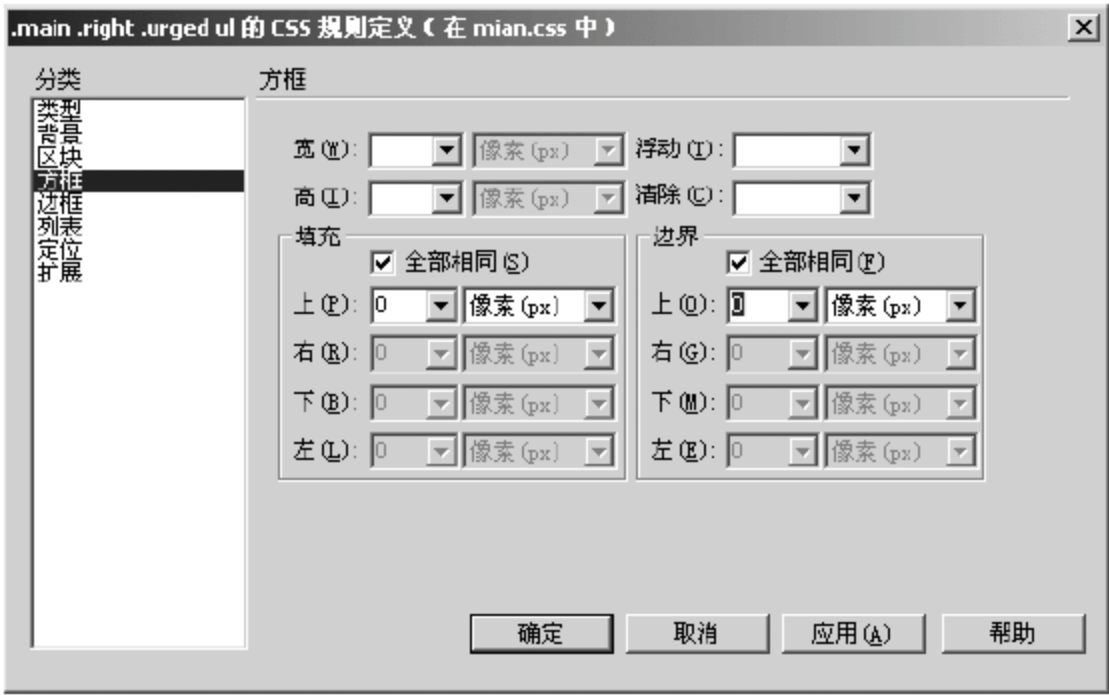 .main .right .urged ul 的 CSS 规则定义（在 mian.css 中）
分类
类型
背景
区块
方框
边框
列表
定位
扩展
方框
宽(W): 像素(px) 浮动(T):
高(I): 像素(px) 清除(C):
填充
全部相同(S)
上(P): 0 像素(px)
右(R): 0 像素(px)
下(B): 0 像素(px)
左(L): 0 像素(px)
边界
全部相同(F)
上(O): 0 像素(px)
右(G): 0 像素(px)
下(M): 0 像素(px)
左(E): 0 像素(px)
确定 取消 应用(A) 帮助